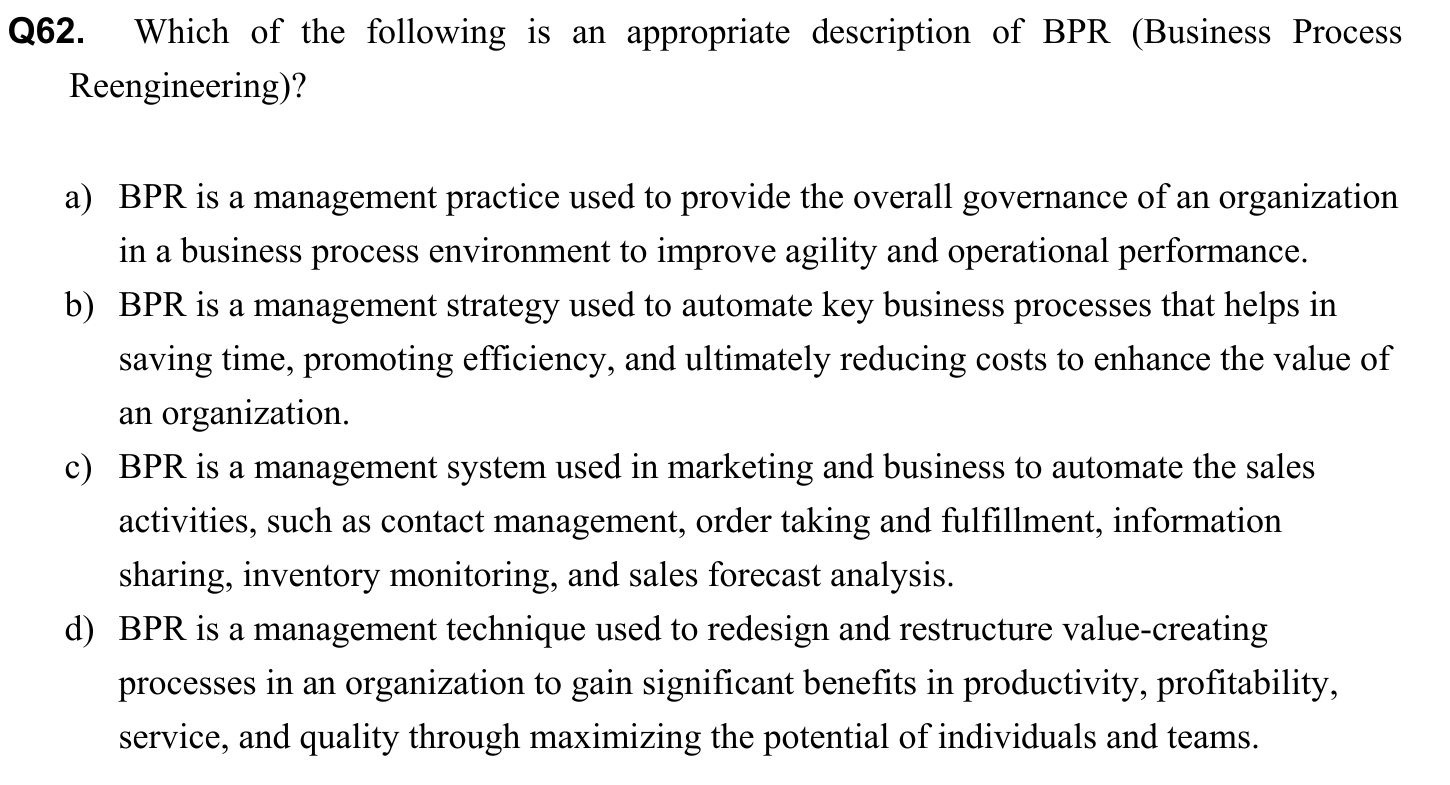 Q62. Which of the following is an appropriate description of BPR (Business Process
Reengineering)?
a) BPR is a management practice used to provide the overall governance of an organization
in a business process environment to improve agility and operational performance.
b) BPR is a management strategy used to automate key business processes that helps in
saving time, promoting efficiency, and ultimately reducing costs to enhance the value of
an organization.
c) BPR is a management system used in marketing and business to automate the sales
activities, such as contact management, order taking and fulfillment, information
sharing, inventory monitoring, and sales forecast analysis.
d) BPR is a management technique used to redesign and restructure value-creating
processes in an organization to gain significant benefits in productivity, profitability,
service, and quality through maximizing the potential of individuals and teams.